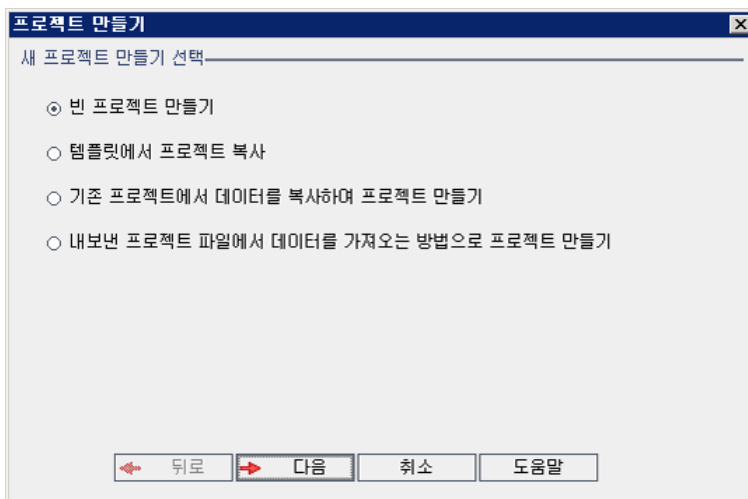 프로젝트 만들기
새 프로젝트 만들기 선택
빈 프로젝트 만들기
템플릿에서 프로젝트 복사
기존 프로젝트에서 데이터를 복사하여 프로젝트 만들기
내보낸 프로젝트 파일에서 데이터를 가져오는 방법으로 프로젝트 만들기
뒤로 다음 취소 도움말